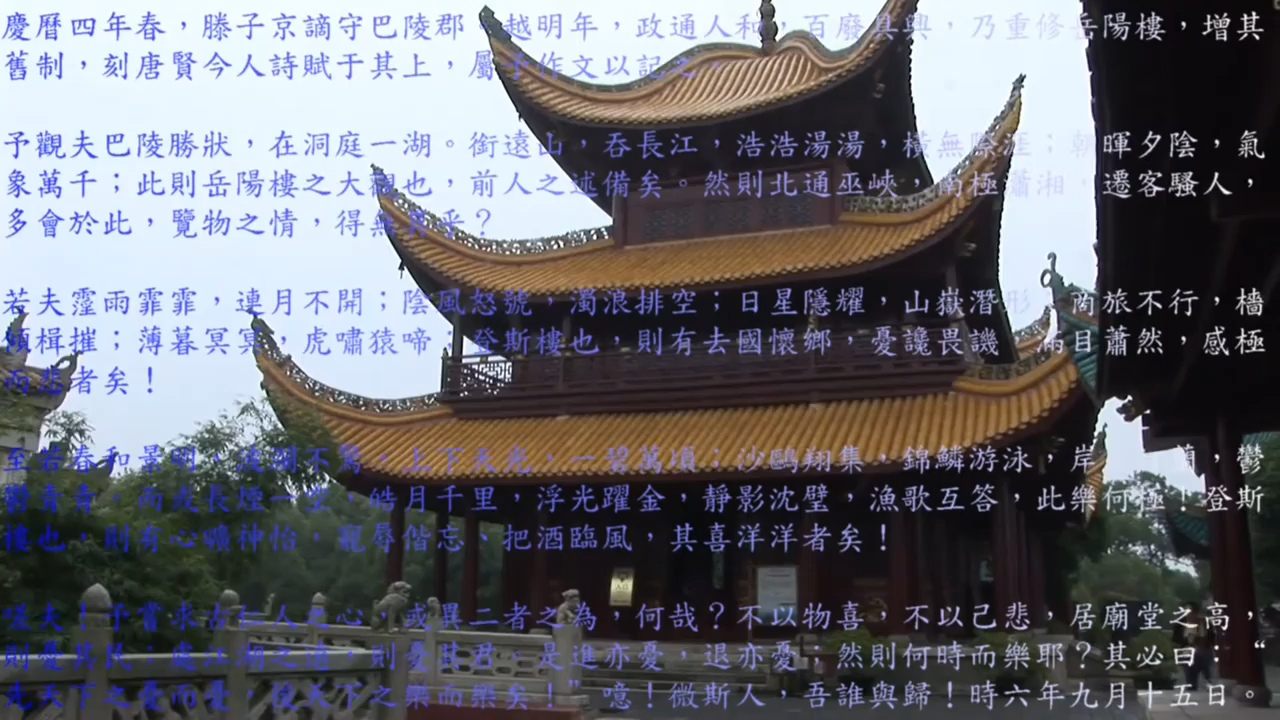 慶曆四年春，滕子京謫守巴陵郡。越明年，政通人和，百廢具興，乃重修岳陽樓，增其
舊制，刻唐賢今人詩賦于其上，屬予作文以記之。
予觀夫巴陵勝狀，在洞庭一湖。銜遠山，吞長江，浩浩湯湯，橫無際涯；朝暉夕陰，氣
象萬千；此則岳陽樓之大觀也，前人之述備矣。然則北通巫峽，南極瀟湘，遷客騷人，
多會於此，覽物之情，得無異乎？
若夫霪雨霏霏，連月不開；陰風怒號，濁浪排空；日星隱耀，山嶽潛形；商旅不行，檣
傾楫摧；薄暮冥冥，虎嘯猿啼；登斯樓也，則有去國懷鄉，憂讒畏譏，滿目蕭然，感極
而悲者矣！
至若春和景明，波瀾不驚，上下天光，一碧萬頃；沙鷗翔集，錦鱗游泳，岸 蘭，鬱
鬱青青。而或長煙一空，皓月千里，浮光躍金，靜影沈璧，漁歌互答，此樂何極！登斯
樓也，則有心曠神怡，寵辱偕忘、把酒臨風，其喜洋洋者矣！
嗟夫！予嘗求古仁人之心，或異二者之為，何哉？不以物喜，不以己悲，居廟堂之高，
則憂其民；處江湖之遠，則憂其君。是進亦憂，退亦憂；然則何時而樂耶？其必曰：“
先天下之憂而憂，後天下之樂而樂矣！”噫！微斯人，吾誰與歸！時六年九月十五日。